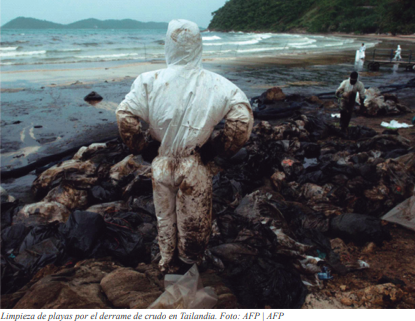 Limpieza de playas por el derrame de crudo en Tailandia. Foto: AFP | AFP